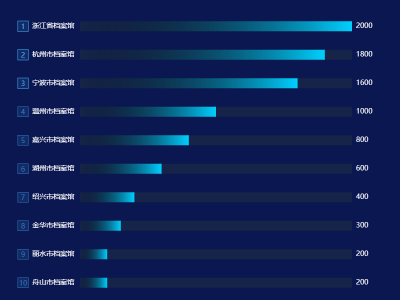 1 浙江省档案馆 2000
2 杭州市档案馆 1800
3 宁波市档案馆 1600
4 温州市档案馆 1000
5 嘉兴市档案馆 800
6 湖州市档案馆 600
7 绍兴市档案馆 400
8 金华市档案馆 300
9 丽水市档案馆 200
10 舟山市档案馆 200